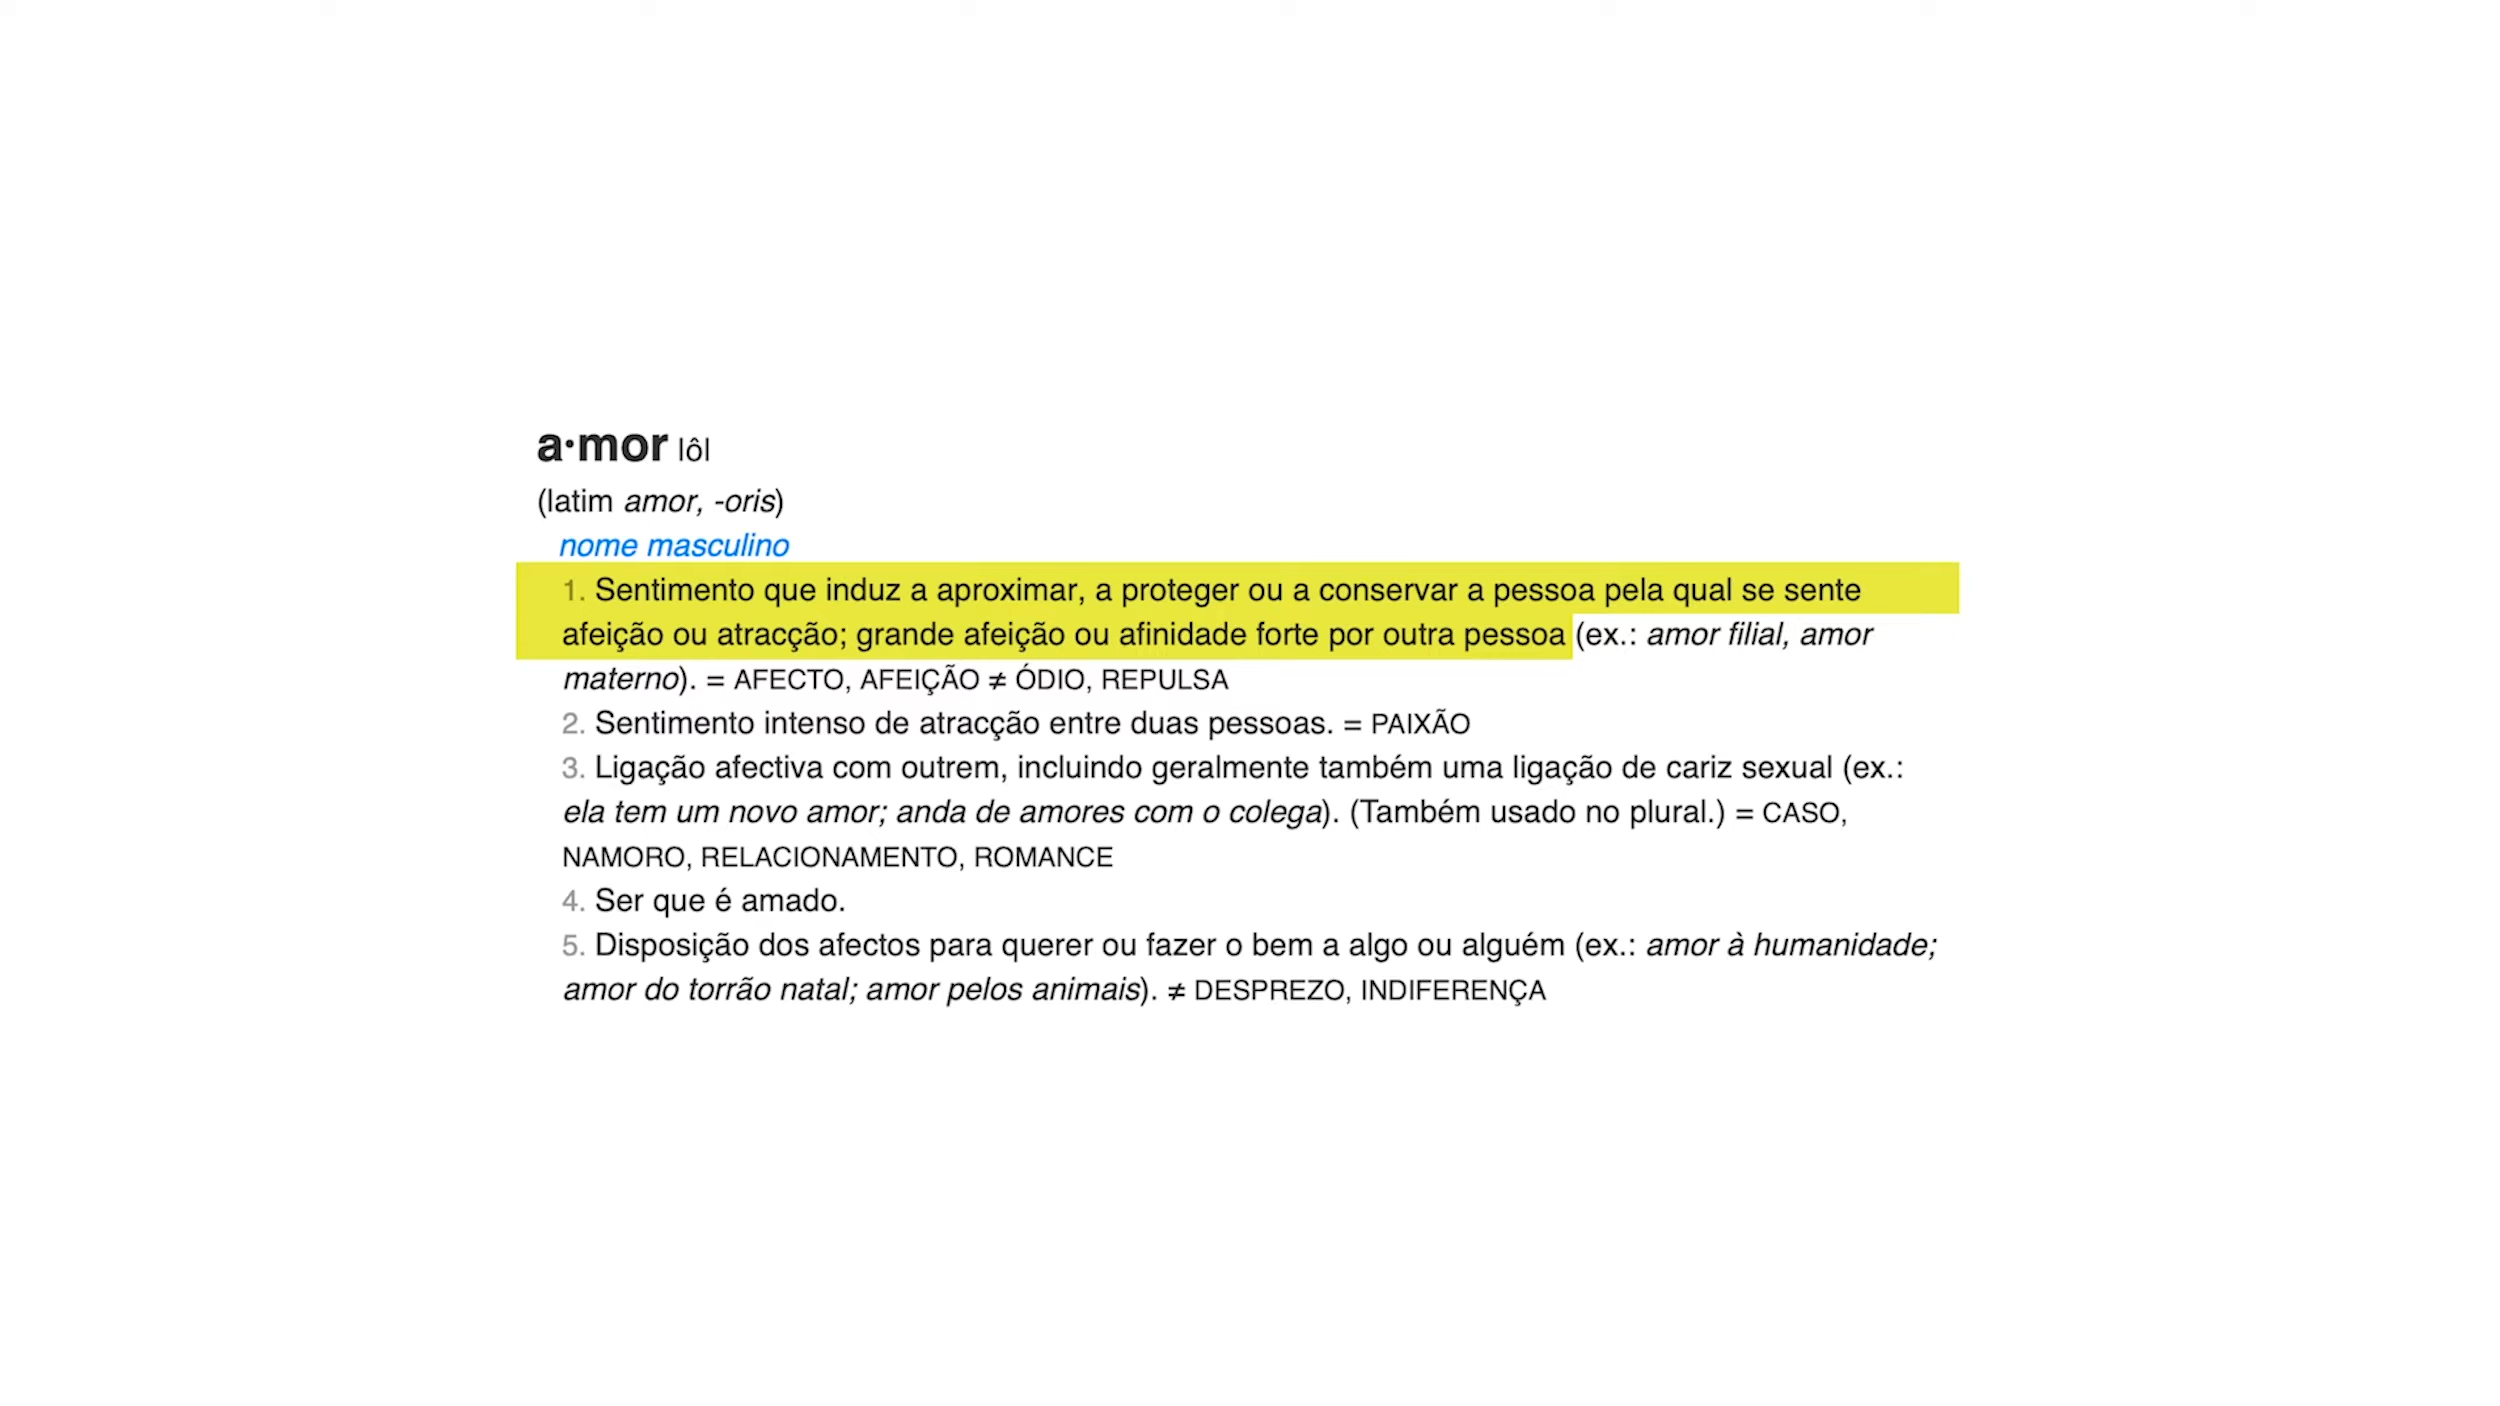 a·mor |ô|
(latim amor, -oris)
nome masculino
1. Sentimento que induz a aproximar, a proteger ou a conservar a pessoa pela qual se sente
afeição ou atracção; grande afeição ou afinidade forte por outra pessoa (ex.: amor filial, amor
materno). = AFECTO, AFEIÇÃO ≠ ÓDIO, REPULSA
2. Sentimento intenso de atracção entre duas pessoas. = PAIXÃO
3. Ligação afectiva com outrem, incluindo geralmente também uma ligação de cariz sexual (ex.:
ela tem um novo amor; anda de amores com o colega). (Também usado no plural.) = CASO,
NAMORO, RELACIONAMENTO, ROMANCE
4. Ser que é amado.
5. Disposição dos afectos para querer ou fazer o bem a algo ou alguém (ex.: amor à humanidade;
amor do torrão natal; amor pelos animais). ≠ DESPREZO, INDIFERENÇA